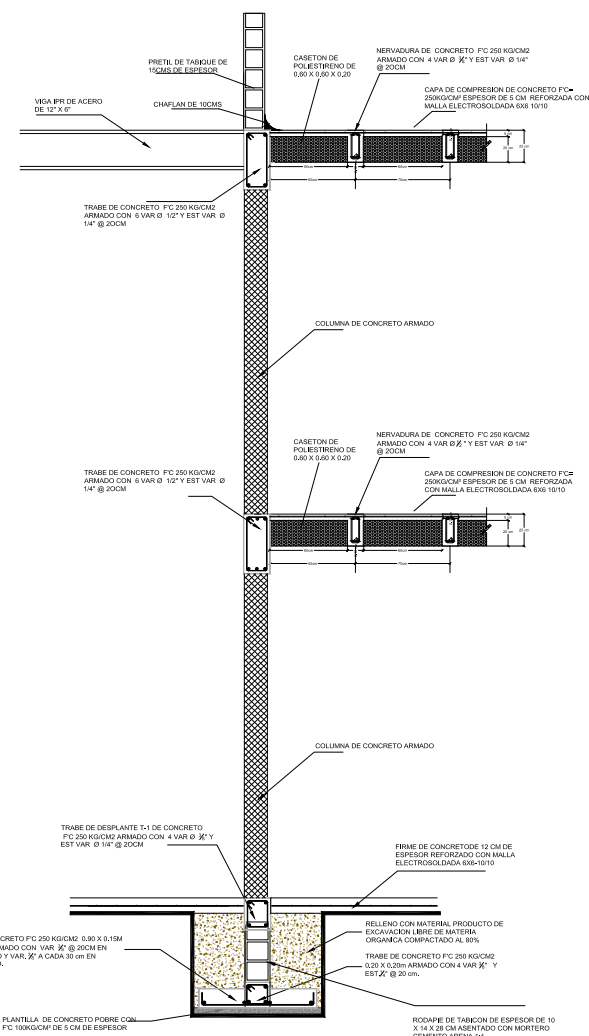 PRETIL DE TABIQUE DE
15CMS DE ESPESOR
CASETON DE
POLIESTIRENO DE
0.60 X 0.60 X 0.20
NERVADURA DE CONCRETO F'C 250 KG/CM2
ARMADO CON 4 VAR Ø ⅜" Y EST VAR Ø 1/4"
@ 20CM
CAPA DE COMPRESION DE CONCRETO F'C=
250KG/CM² ESPESOR DE 5 CM REFORZADA CON
MALLA ELECTROSOLDADA 6X6 10/10
VIGA IPR DE ACERO
DE 12" X 6"
CHAFLAN DE 10CMS
TRABE DE CONCRETO F'C 250 KG/CM2
ARMADO CON 6 VAR Ø 1/2" Y EST VAR Ø
1/4" @ 20CM
COLUMNA DE CONCRETO ARMADO
CASETON DE
POLIESTIRENO DE
0.60 X 0.60 X 0.20
NERVADURA DE CONCRETO F'C 250 KG/CM2
ARMADO CON 4 VAR Ø Y EST VAR Ø 1/4"
@ 20CM
CAPA DE COMPRESION DE CONCRETO F'C=
250KG/CM² ESPESOR DE 5 CM REFORZADA
CON MALLA ELECTROSOLDADA 6X6 10/10
TRABE DE CONCRETO F'C 250 KG/CM2
ARMADO CON 6 VAR Ø 1/2" Y EST VAR Ø
1/4" @ 20CM
COLUMNA DE CONCRETO ARMADO
TRABE DE DESPLANTE T-1 DE CONCRETO
F'C 250 KG/CM2 ARMADO CON 4 VAR Ø Y
EST VAR Ø 1/4" @ 20CM
FIRME DE CONCRETODE 12 CM DE
ESPESOR REFORZADO CON MALLA
ELECTROSOLDADA 6X6-10/10
RELLENO CON MATERIAL PRODUCTO DE
EXCAVACION LIBRE DE MATERIA
ORGANICA COMPACTADO AL 80%
CRETO F'C 250 KG/CM2 0.90 X 0.15M
MADO CON VAR @ 20CM EN
O Y VAR. A CADA 30 cm EN
TRABE DE CONCRETO F'C 250 KG/CM2
0.20 X 0.20m ARMADO CON 4 VAR Y
EST @ 20 cm.
PLANTILLA DE CONCRETO POBRE CON
F'C 100KG/CM² DE 5 CM DE ESPESOR
RODAPIE DE TABICON DE ESPESOR DE 10
X 14 X 28 CM ASENTADO CON MORTERO
CEMENTO ARENA